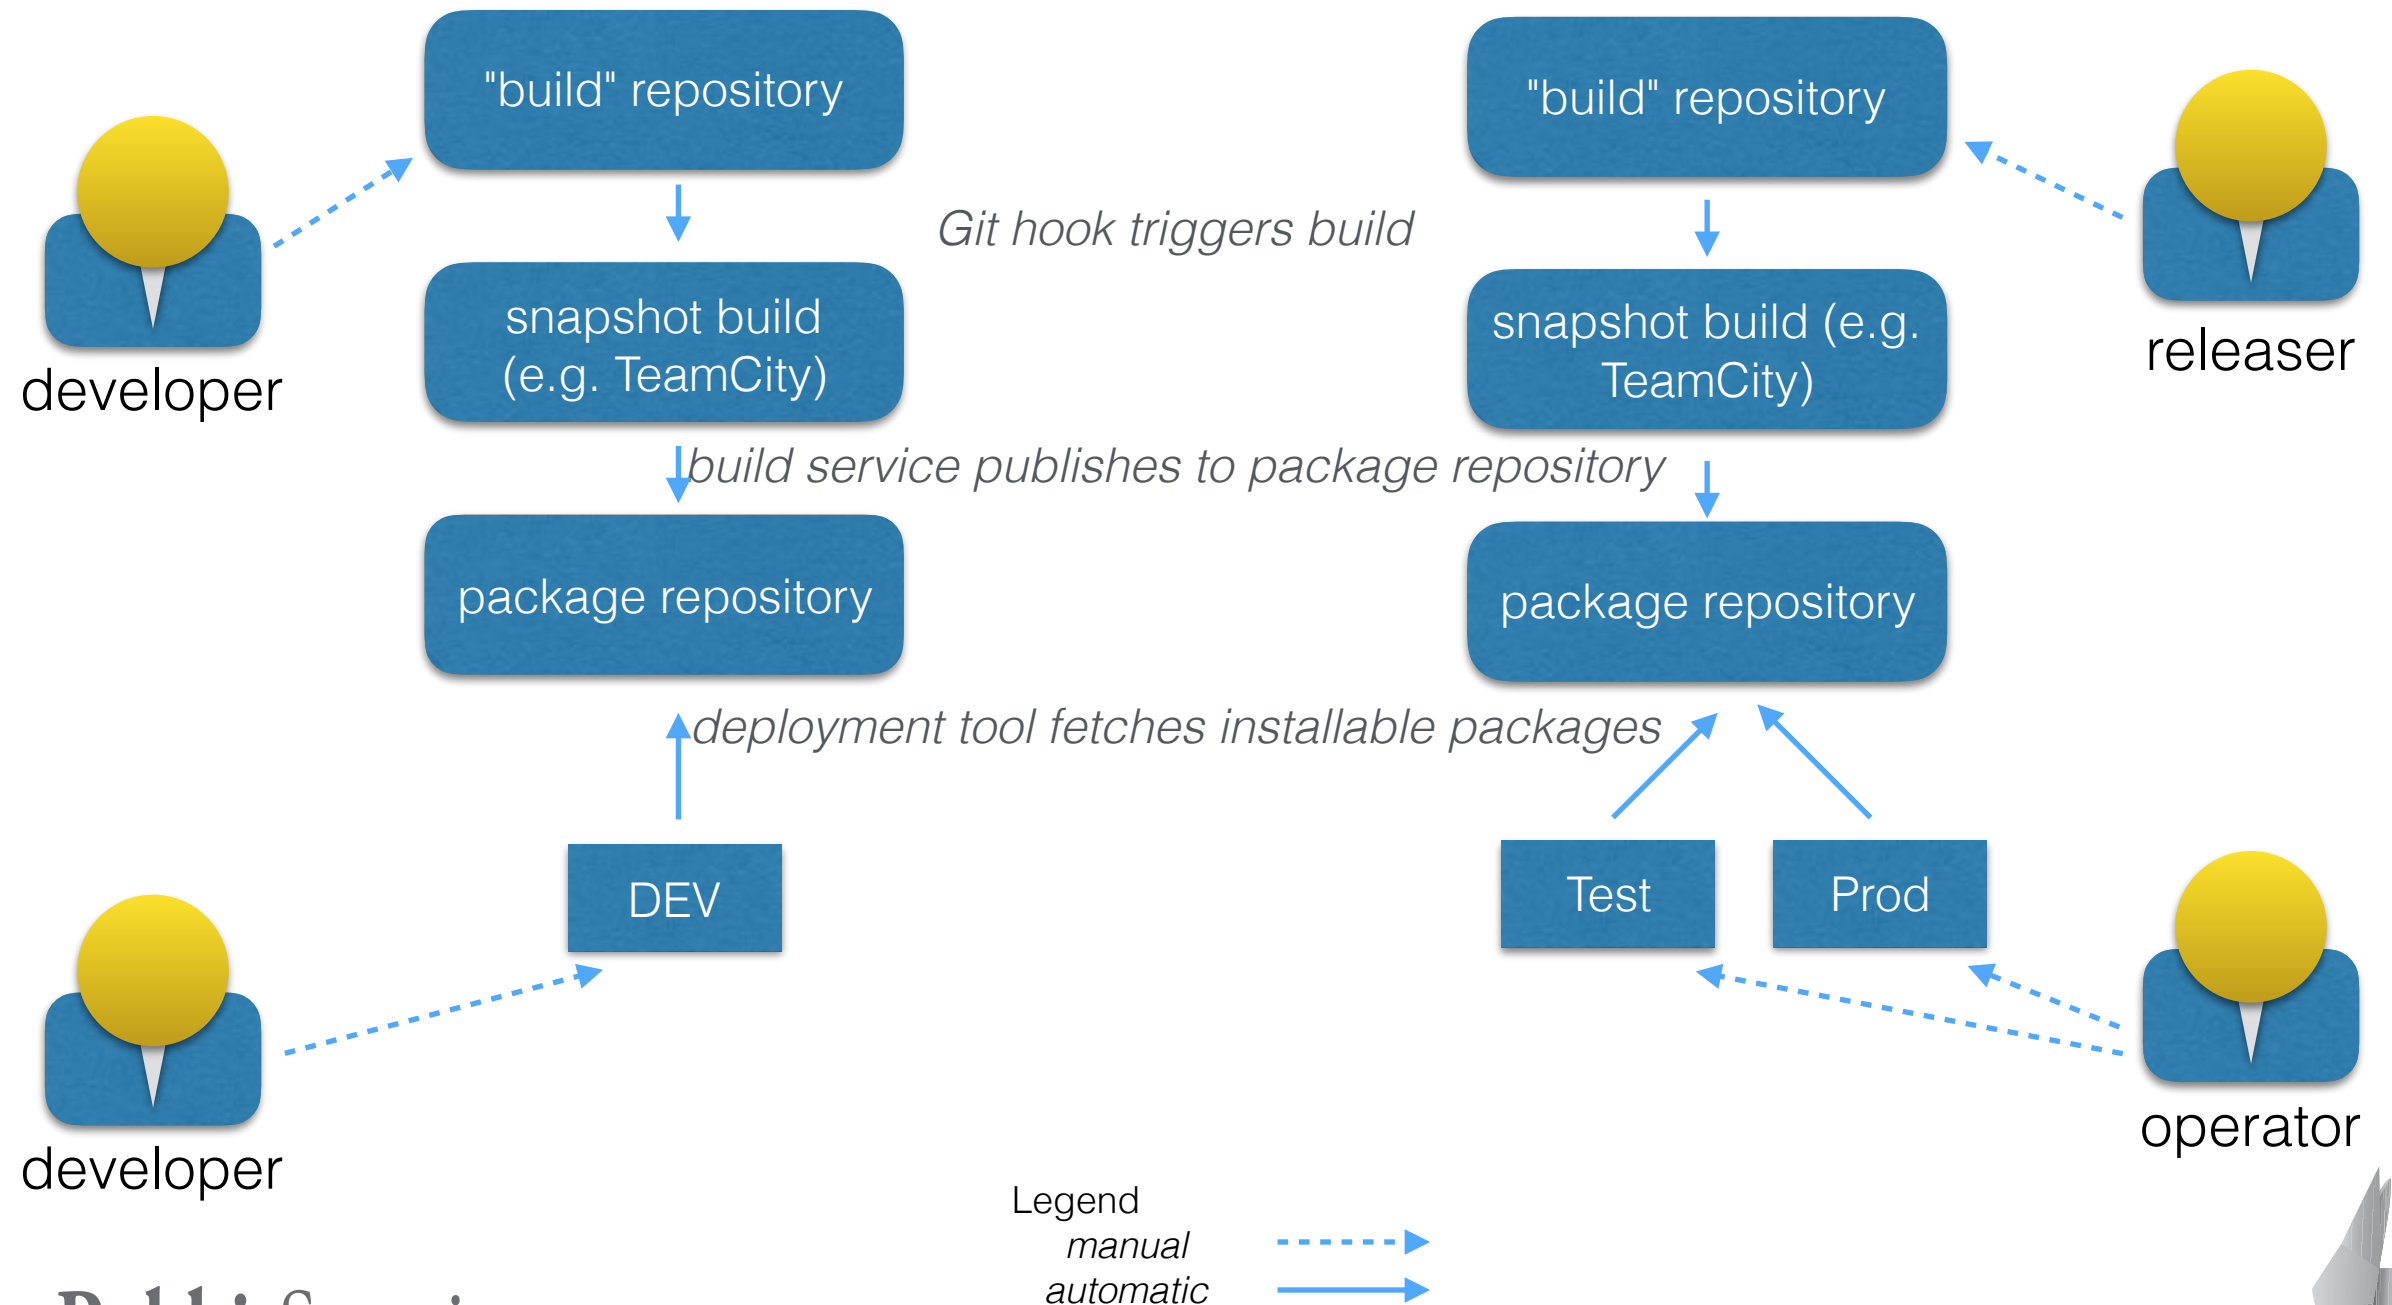 "build" repository
"build" repository
Git hook triggers build
snapshot build
(e.g. TeamCity)
snapshot build (e.g.
TeamCity)
developer
releaser
build service publishes to package repository
package repository
package repository
deployment tool fetches installable packages
DEV
Test
Prod
developer
operator
Legend
manual
automatic